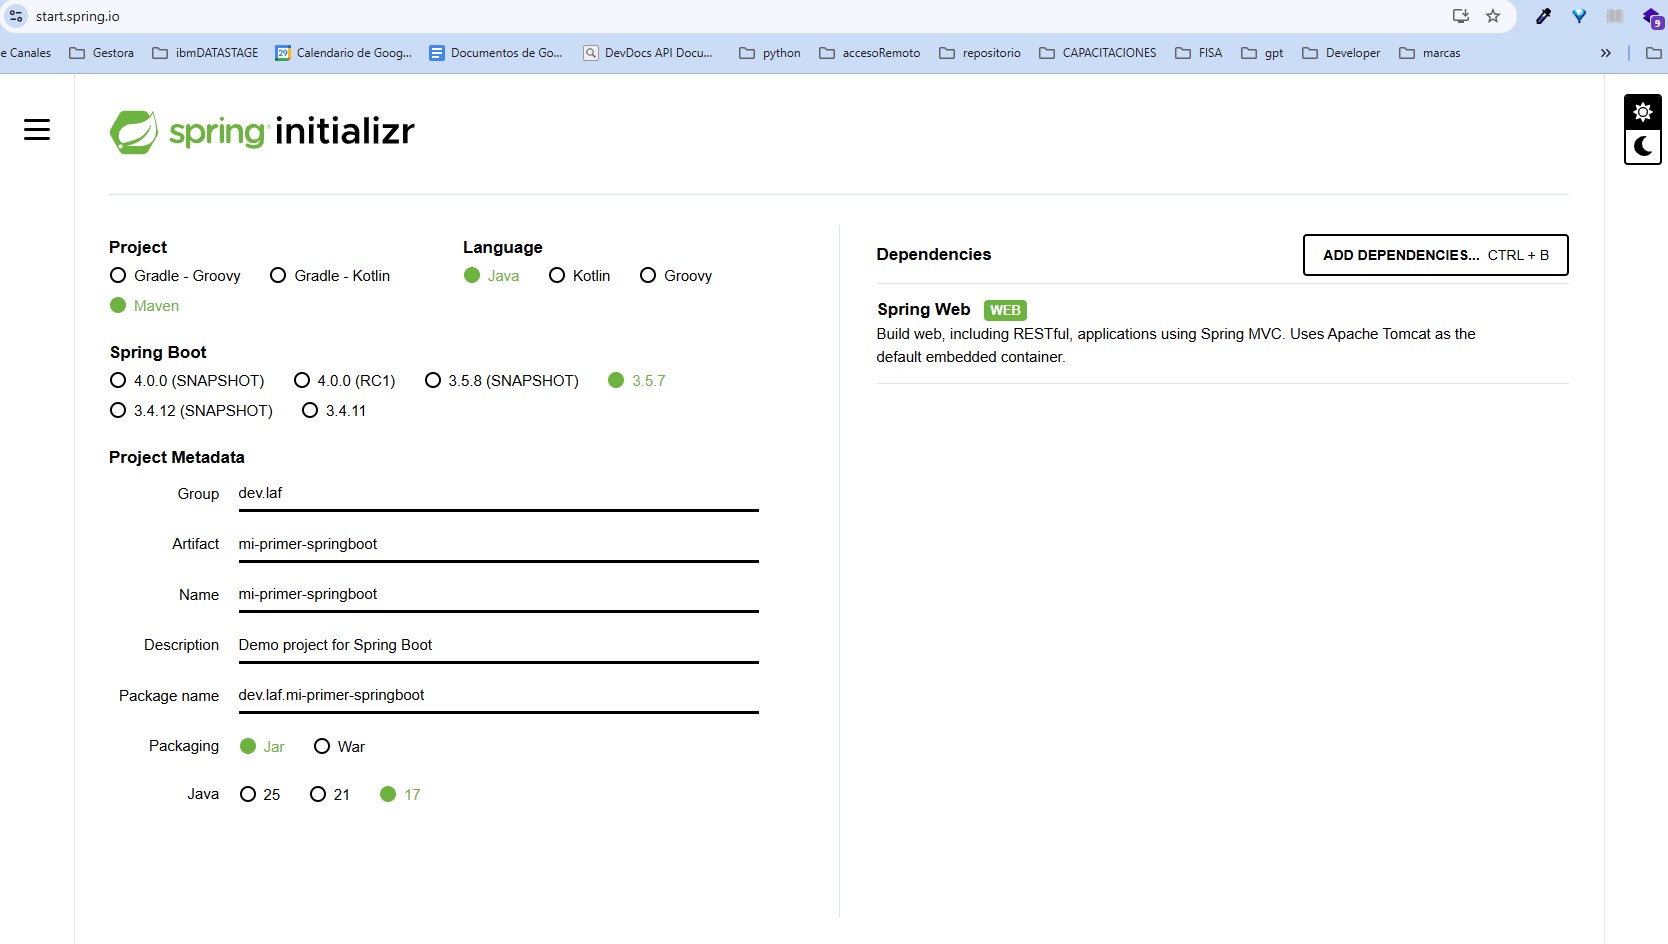 start.spring.io
9
e Canales Gestora ibmDATASTAGE 29 Calendario de Goog... Documentos de Go... DevDocs API Docu... python accesoRemoto repositorio CAPACITACIONES FISA gpt Developer marcas »
spring initializr
Project
Gradle - Groovy Gradle - Kotlin
Maven
Language
Java Kotlin Groovy
Spring Boot
4.0.0 (SNAPSHOT) 4.0.0 (RC1) 3.5.8 (SNAPSHOT) 3.5.7
3.4.12 (SNAPSHOT) 3.4.11
Project Metadata
Group dev.laf
Artifact mi-primer-springboot
Name mi-primer-springboot
Description Demo project for Spring Boot
Package name dev.laf.mi-primer-springboot
Packaging Jar War
Java 25 21 17
Dependencies ADD DEPENDENCIES... CTRL + B
Spring Web WEB
Build web, including RESTful, applications using Spring MVC. Uses Apache Tomcat as the
default embedded container.